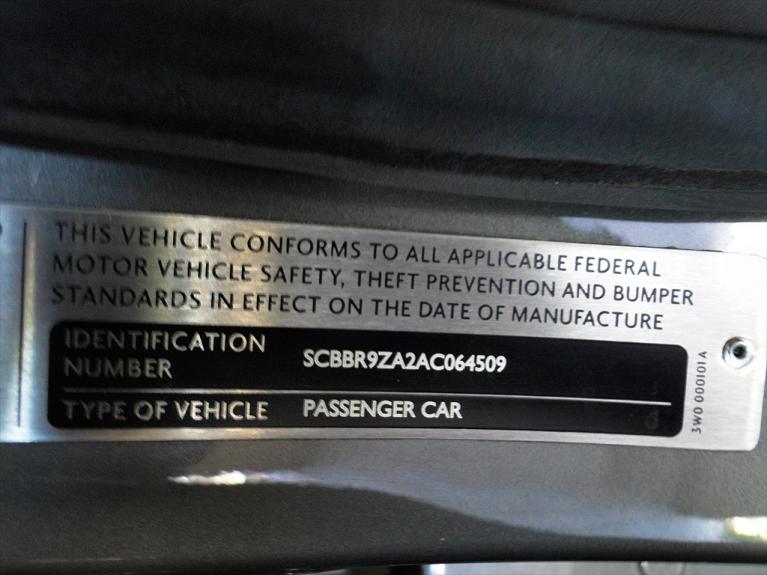 THIS VEHICLE CONFORMS TO ALL APPLICABLE FEDERAL
MOTOR VEHICLE SAFETY, THEFT PREVENTION AND BUMPER
STANDARDS IN EFFECT ON THE DATE OF MANUFACTURE
IDENTIFICATION
NUMBER
SCBBR9ZA2AC064509
TYPE OF VEHICLE
PASSENGER CAR
3W0 000101A